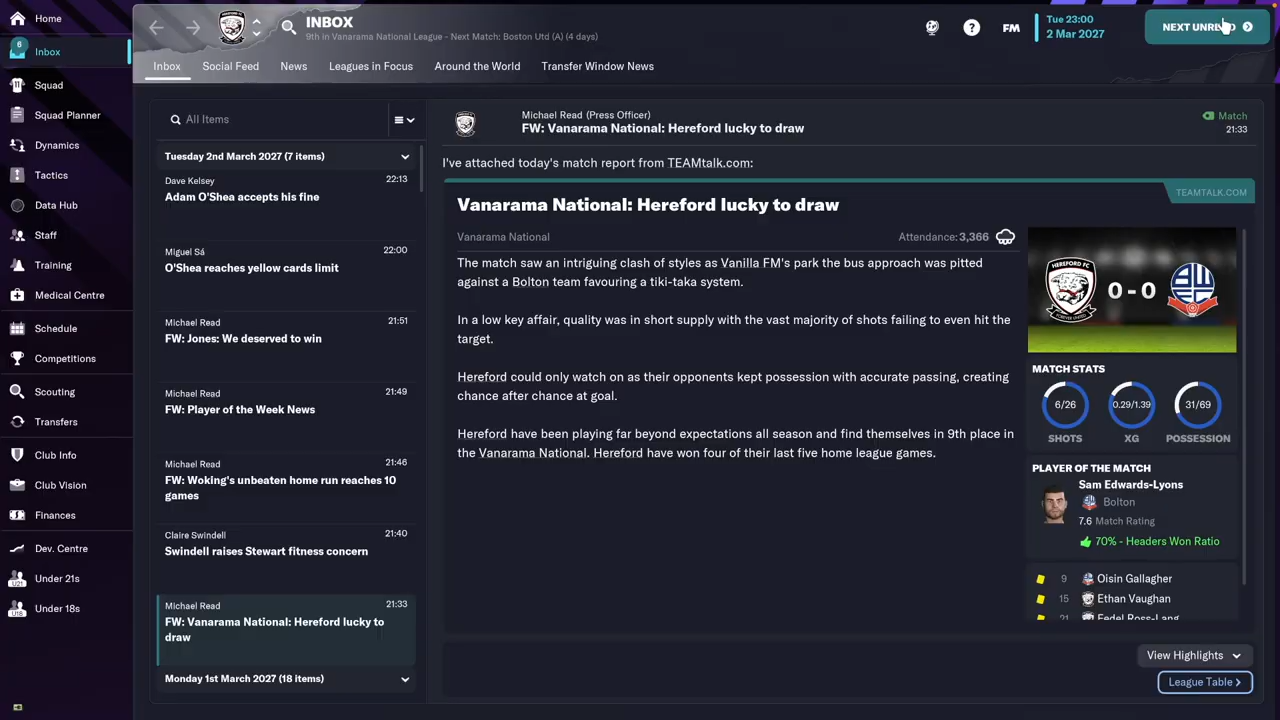 Home
6
Inbox
Squad
Squad Planner
Dynamics
Tactics
Data Hub
Staff
Training
Medical Centre
Schedule
Competitions
Scouting
Transfers
Club Info
Club Vision
Finances
Dev. Centre
U21
Under 21s
U18
Under 18s
INBOX
9th in Vanarama National League - Next Match: Boston Utd (A) (4 days)
?
FM
Tue 23:00
2 Mar 2027
NEXT
Inbox
Social Feed
News
Leagues in Focus
Around the World
Transfer Window News
All Items
Tuesday 2nd March 2027 (7 items)
Dave Kelsey
22:13
Adam O'Shea accepts his fine
Miguel Sá
22:00
O'Shea reaches yellow cards limit
Michael Read
21:51
FW: Jones: We deserved to win
Michael Read
21:49
FW: Player of the Week News
Michael Read
21:46
FW: Woking's unbeaten home run reaches 10
games
Claire Swindell
21:40
Swindell raises Stewart fitness concern
Michael Read
21:33
FW: Vanarama National: Hereford lucky to
draw
Monday 1st March 2027 (18 items)
Michael Read (Press Officer)
FW: Vanarama National: Hereford lucky to draw
Match
21:33
I've attached today's match report from TEAMtalk.com:
TEAMTALK.COM
Vanarama National: Hereford lucky to draw
Vanarama National
Attendance: 3,366
The match saw an intriguing clash of styles as Vanilla FM's park the bus approach was pitted
against a Bolton team favouring a tiki-taka system.
In a low key affair, quality was in short supply with the vast majority of shots failing to even hit the
target.
Hereford could only watch on as their opponents kept possession with accurate passing, creating
chance after chance at goal.
Hereford have been playing far beyond expectations all season and find themselves in 9th place in
the Vanarama National. Hereford have won four of their last five home league games.
HEREFORD FC
FOREVER UNITED
0 - 0
MATCH STATS
6/26
0.29/1.39
31/69
SHOTS
XG
POSSESSION
PLAYER OF THE MATCH
Sam Edwards-Lyons
Bolton
7.6 Match Rating
70% - Headers Won Ratio
9
Oisin Gallagher
15
Ethan Vaughan
21
Fedel Ross-Lang
View Highlights
League Table